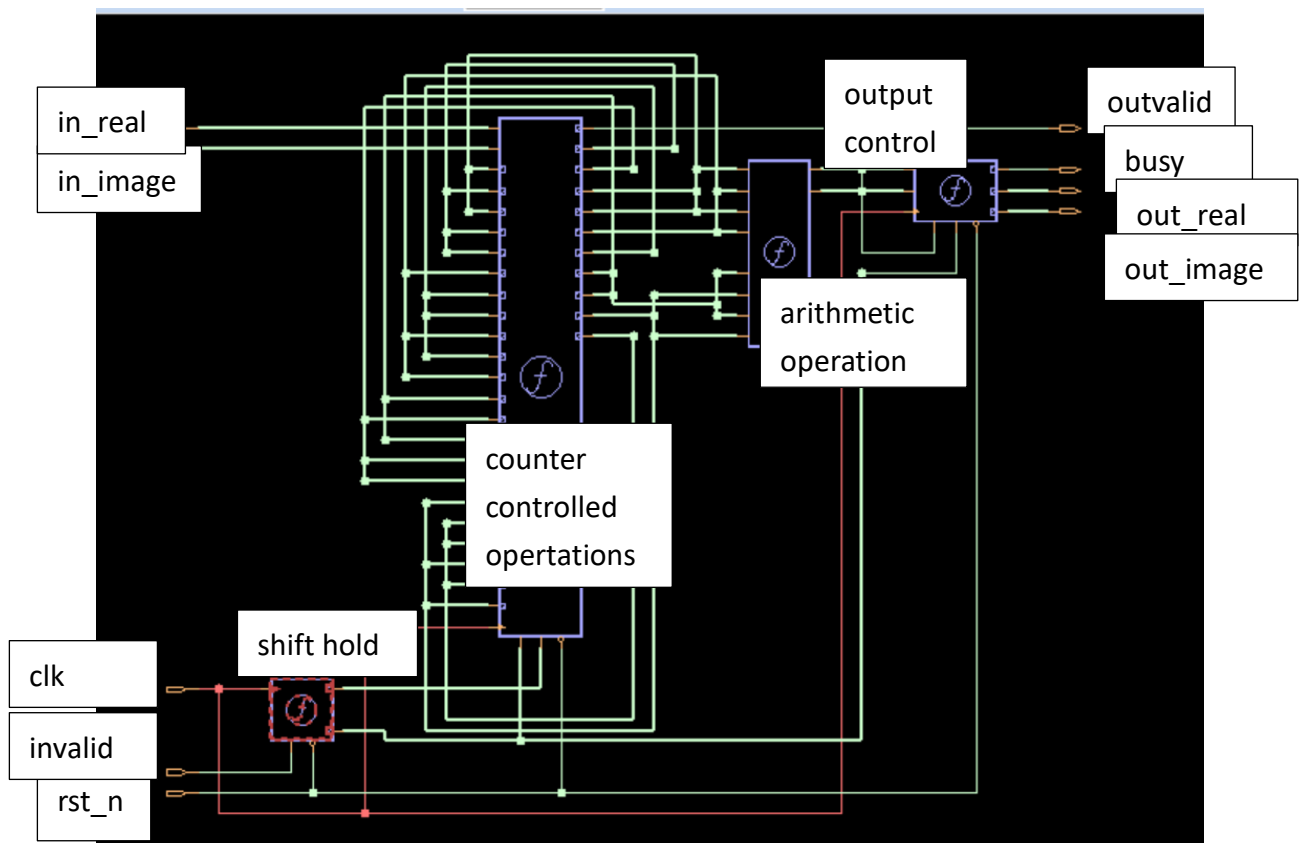 in_real
in_image
output
control
outvalid
busy
out_real
out_image
arithmetic
operation
counter
controlled
opertations
shift hold
clk
invalid
rst_n